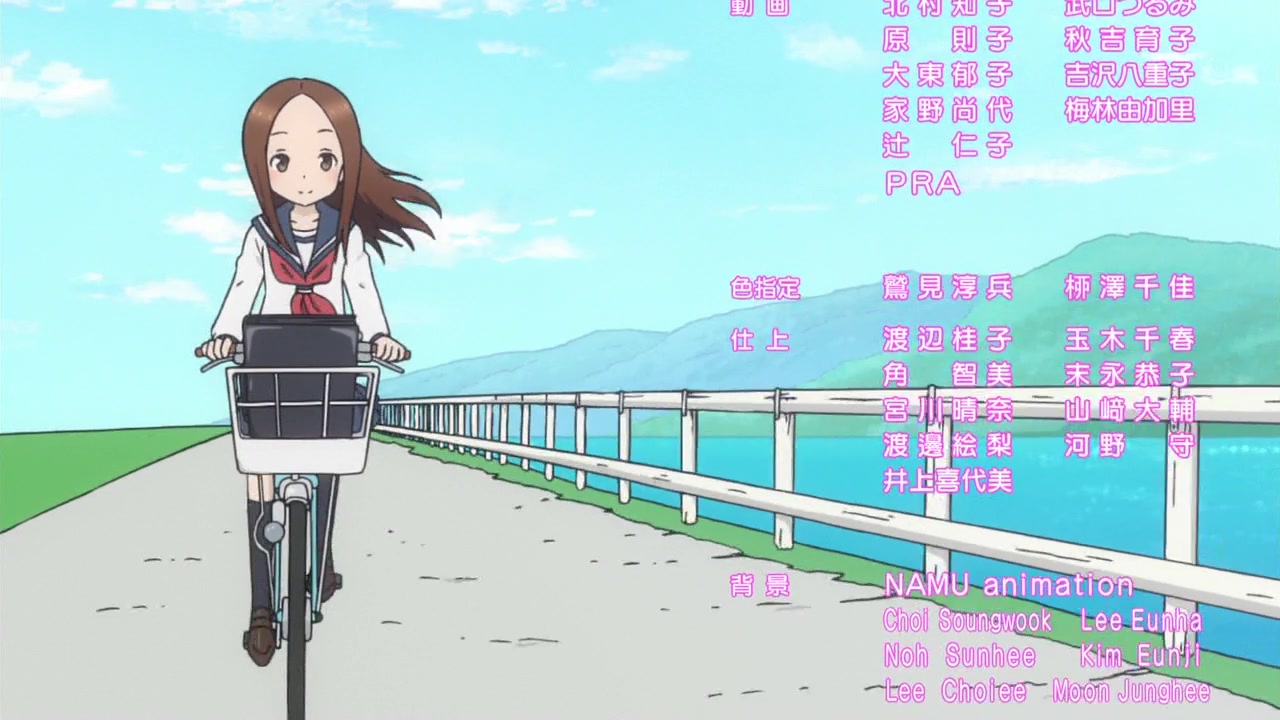 動画 北村知子 武口つるみ
原 則子 秋吉育子
大東郁子 吉沢八重子
家野尚代 梅林由加里
辻 仁子
PRA
色指定 鷲見淳兵 栁澤千佳
仕上 渡辺桂子 玉木千春
角 智美 末永恭子
宮川晴奈 山﨑大輔
渡邊絵梨 河野 守
井上喜代美
背景 NAMU animation
Choi Soungwook Lee Eunha
Noh Sunhee Kim Eunji
Lee Choiee Moon Junghee